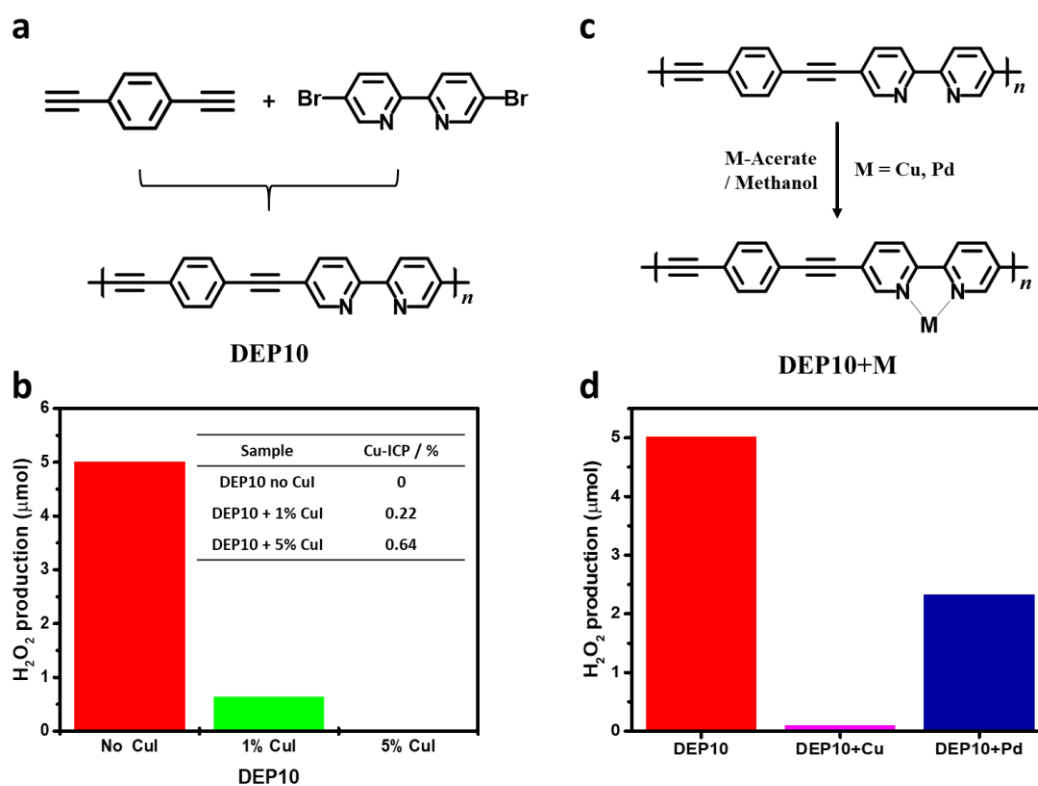 a
Br
+
Br
N
N
n
N
N
DEP10
c
N
N
n
M-Acerate
/ Methanol
M = Cu, Pd
N
N
n
M
DEP10+M
b
6
5
4
3
2
1
0
H2O2 production (μmol)
Sample Cu-ICP / %
DEP10 no CuI 0
DEP10 + 1% CuI 0.22
DEP10 + 5% CuI 0.64
No CuI 1% CuI 5% CuI
DEP10
d
5
4
3
2
1
0
H2O2 production (μmol)
DEP10 DEP10+Cu DEP10+Pd